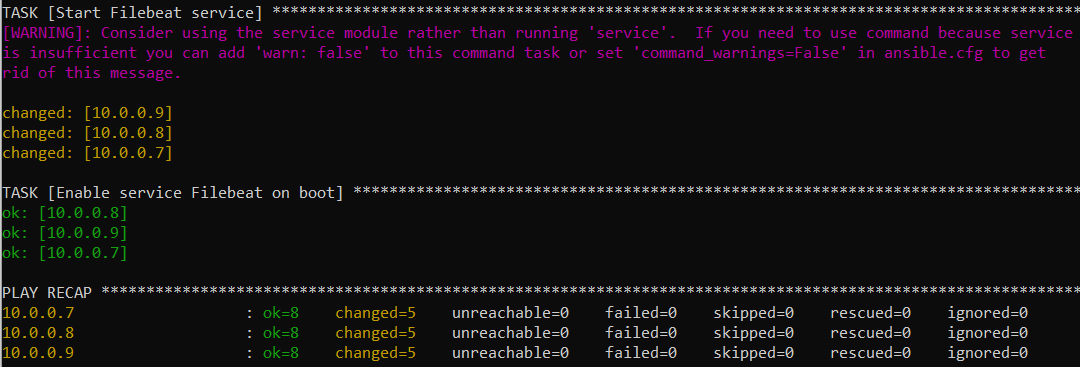 TASK [Start Filebeat service] ******************************************************************************************
[WARNING]: Consider using the service module rather than running 'service'.  If you need to use command because service
is insufficient you can add 'warn: false' to this command task or set 'command_warnings=False' in ansible.cfg to get
rid of this message.
changed: [10.0.0.9]
changed: [10.0.0.8]
changed: [10.0.0.7]
TASK [Enable service Filebeat on boot] *********************************************************************************
ok: [10.0.0.8]
ok: [10.0.0.9]
ok: [10.0.0.7]
PLAY RECAP *************************************************************************************************************
10.0.0.7                   : ok=8    changed=5    unreachable=0    failed=0    skipped=0    rescued=0    ignored=0
10.0.0.8                   : ok=8    changed=5    unreachable=0    failed=0    skipped=0    rescued=0    ignored=0
10.0.0.9                   : ok=8    changed=5    unreachable=0    failed=0    skipped=0    rescued=0    ignored=0